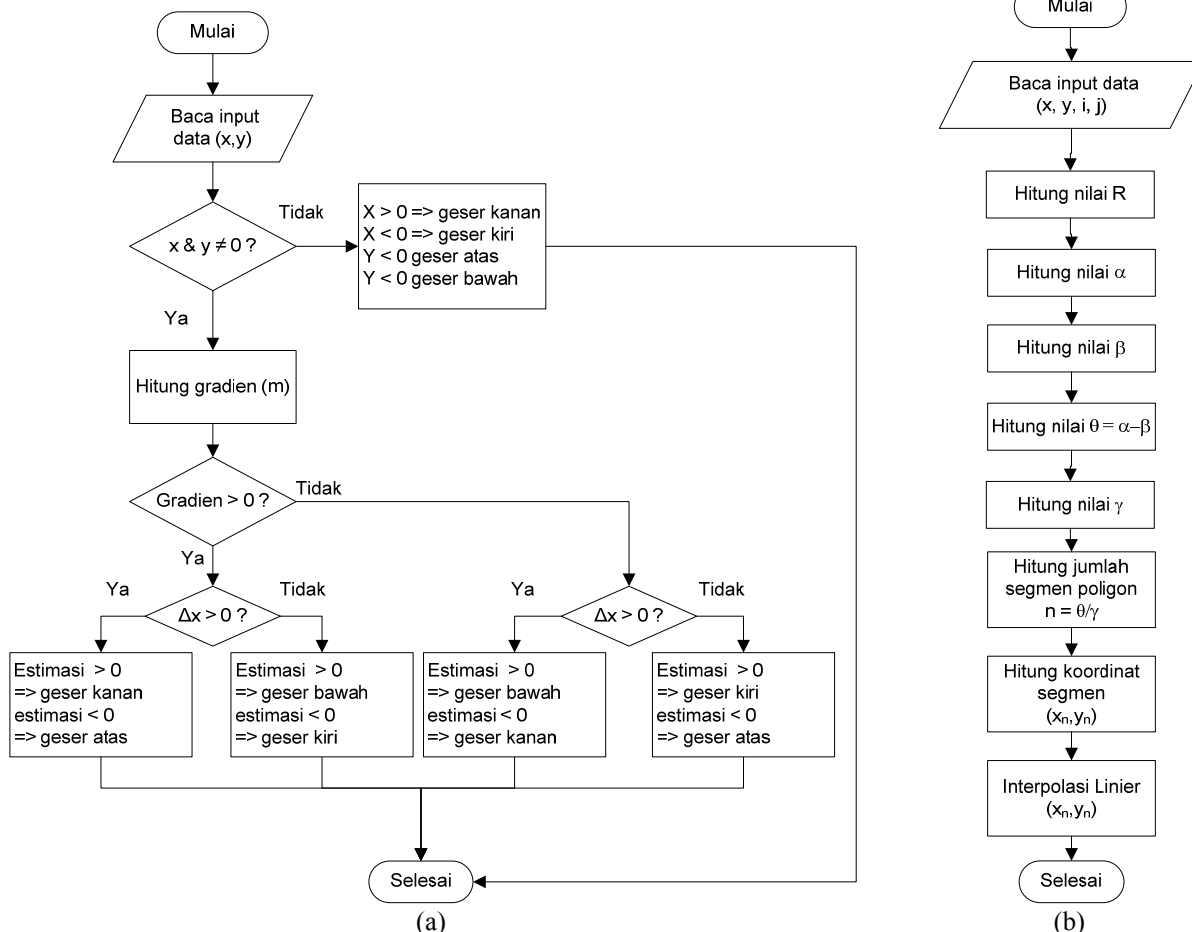 Mulai
Baca input
data (x,y)
x & y ≠ 0 ?
Tidak
X > 0 => geser kanan
X < 0 => geser kiri
Y < 0 geser atas
Y < 0 geser bawah
Ya
Hitung gradien (m)
Gradien > 0 ?
Tidak
Ya
Ya
Δx > 0 ?
Tidak
Ya
Δx > 0 ?
Tidak
Estimasi > 0
=> geser kanan
estimasi < 0
=> geser atas
Estimasi > 0
=> geser bawah
estimasi < 0
=> geser kiri
Estimasi > 0
=> geser bawah
estimasi < 0
=> geser kanan
Estimasi > 0
=> geser kiri
estimasi < 0
=> geser atas
Selesai
(a)
Mulai
Baca input data
(x, y, i, j)
Hitung nilai R
Hitung nilai α
Hitung nilai β
Hitung nilai θ = α–β
Hitung nilai γ
Hitung jumlah
segmen poligon
n = θ/γ
Hitung koordinat
segmen
(xₙ,yₙ)
Interpolasi Linier
(xₙ,yₙ)
Selesai
(b)